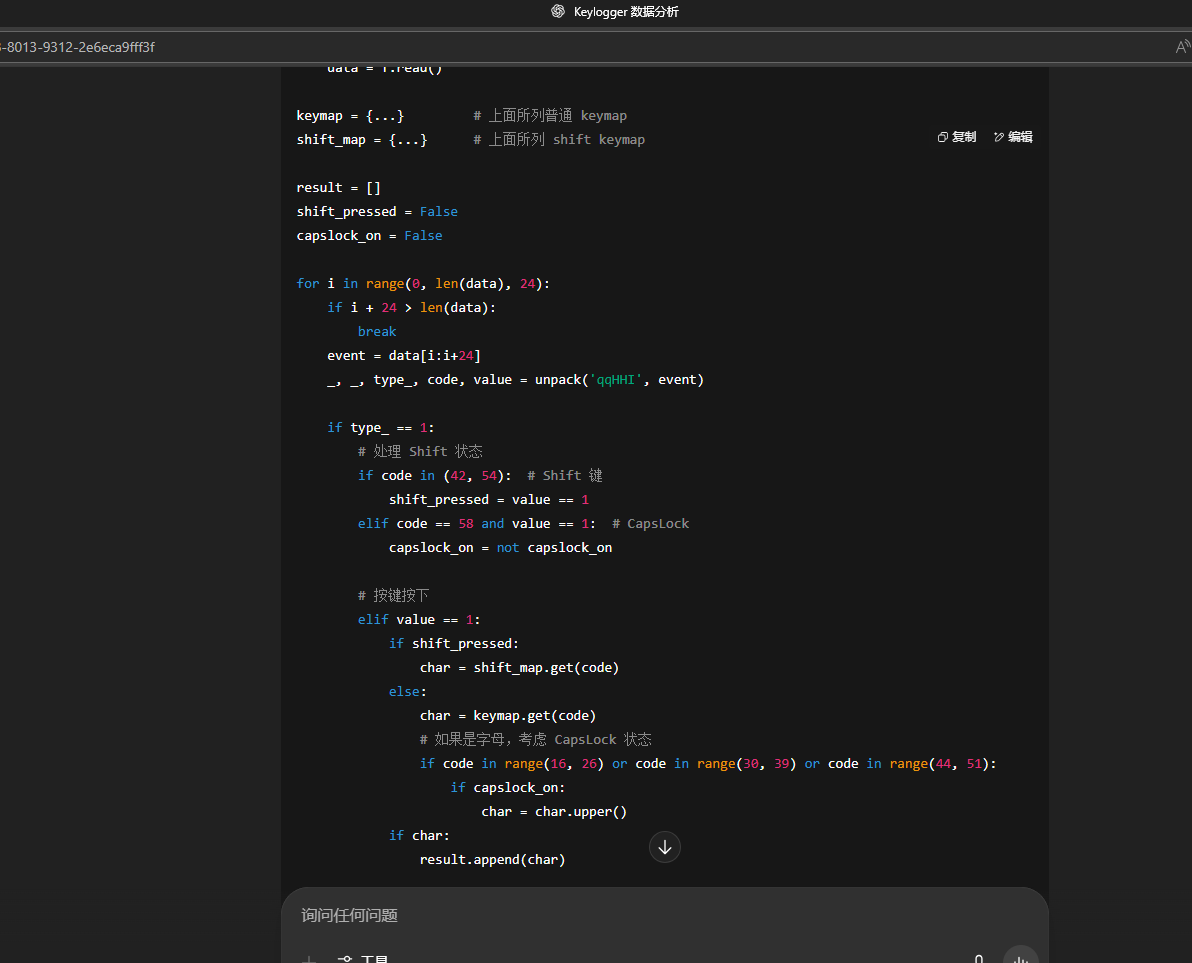 Keylogger 数据分析
-8013-9312-2e6eca9fff3f
data = f.read()
keymap = {...} # 上面所列普通 keymap
shift_map = {...} # 上面所列 shift keymap
复制 编辑
result = []
shift_pressed = False
capslock_on = False
for i in range(0, len(data), 24):
if i + 24 > len(data):
break
event = data[i:i+24]
_, _, type_, code, value = unpack('qqHHI', event)
if type_ == 1:
# 处理 Shift 状态
if code in (42, 54): # Shift 键
shift_pressed = value == 1
elif code == 58 and value == 1: # CapsLock
capslock_on = not capslock_on
# 按键按下
elif value == 1:
if shift_pressed:
char = shift_map.get(code)
else:
char = keymap.get(code)
# 如果是字母，考虑 CapsLock 状态
if code in range(16, 26) or code in range(30, 39) or code in range(44, 51):
if capslock_on:
char = char.upper()
if char:
result.append(char)
询问任何问题
工具